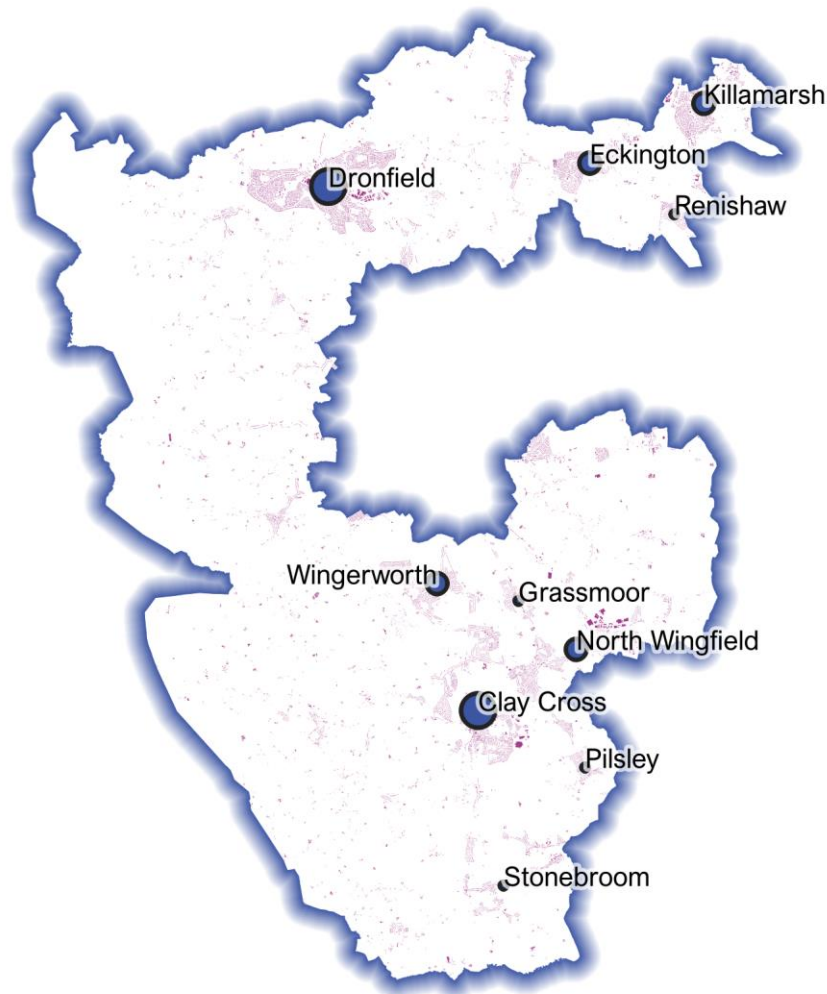 Killamarsh
Eckington
Dronfield
Renishaw
Wingerworth
Grassmoor
North Wingfield
Clay Cross
Pilsley
Stonebroom